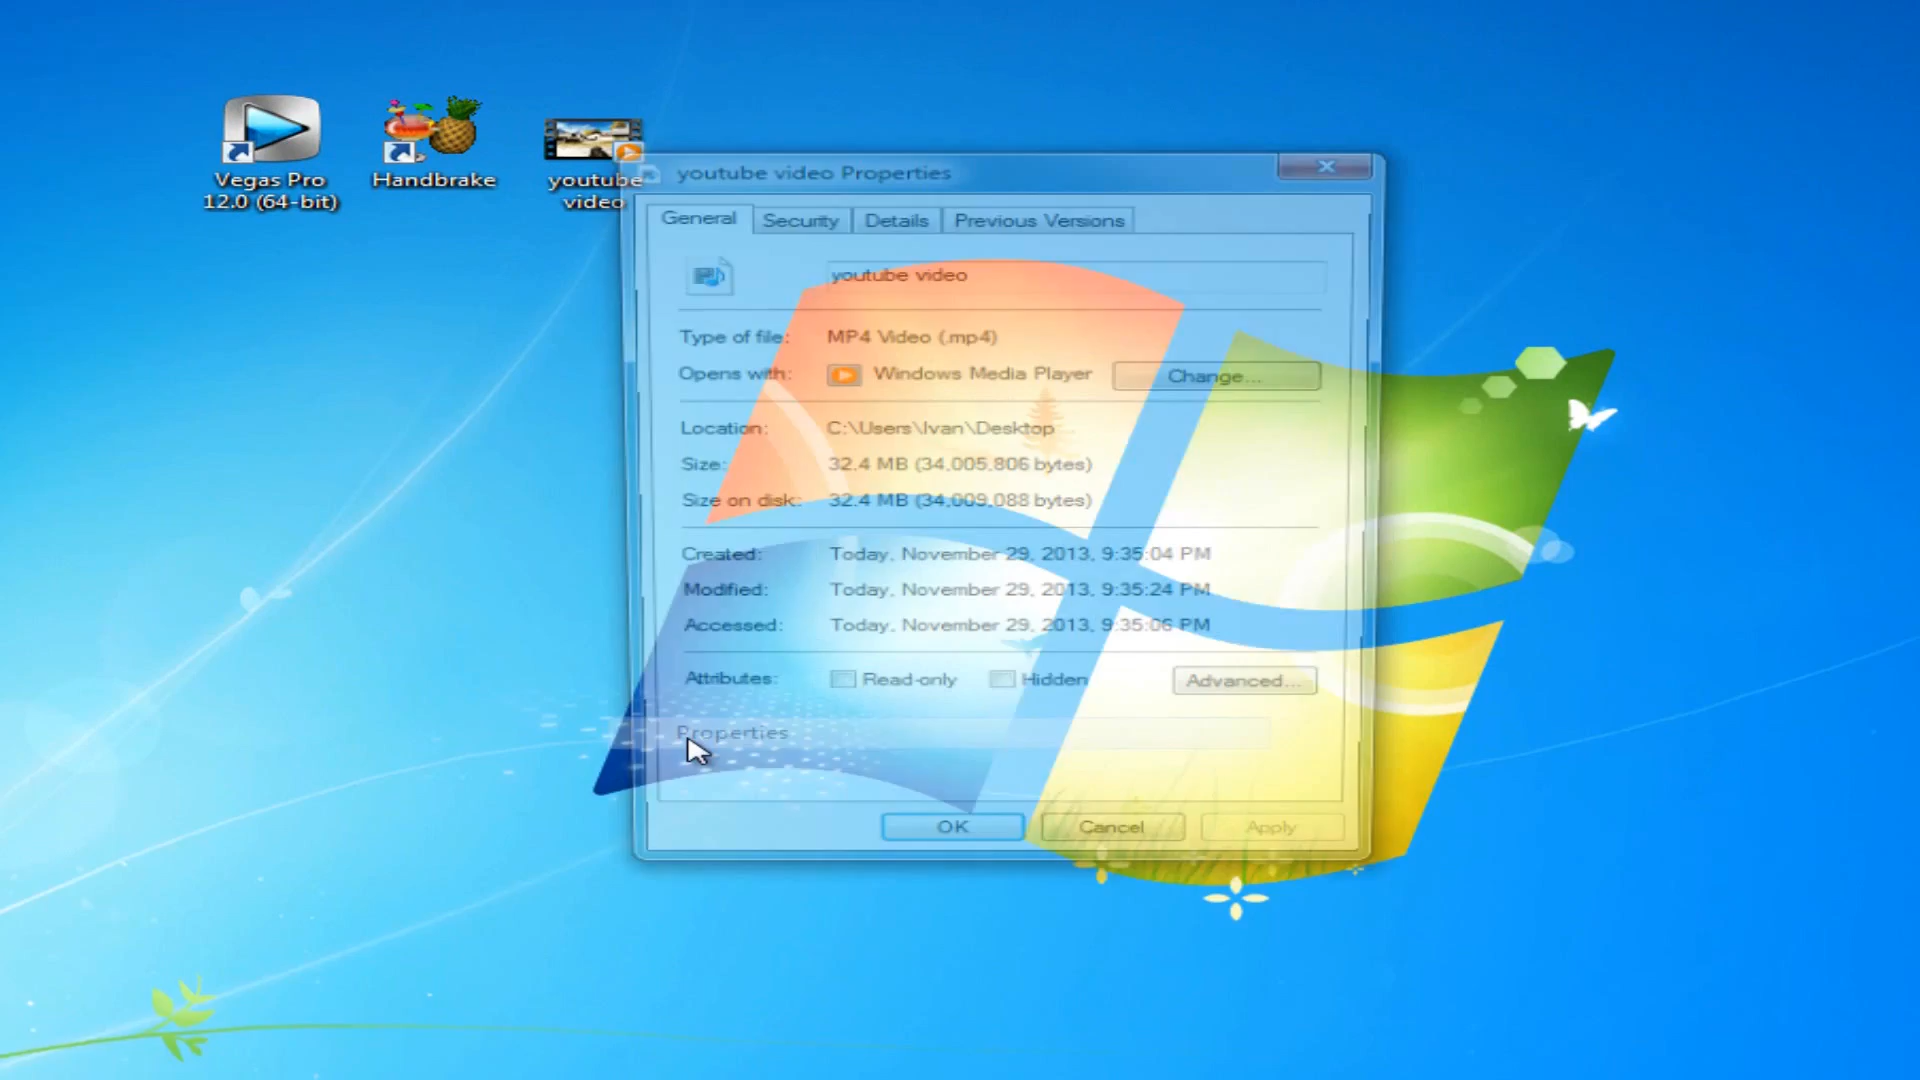 Vegas Pro
12.0 (64-bit)
Handbrake
youtube
video
youtube video Properties
General
Security
Details
Previous Versions
youtube video
Type of file: MP4 Video (.mp4)
Opens with: Windows Media Player
Change...
Location: C:\Users\Ivan\Desktop
Size: 32.4 MB (34,005,806 bytes)
Size on disk: 32.4 MB (34,009,088 bytes)
Created: Today, November 29, 2013, 9:35:04 PM
Modified: Today, November 29, 2013, 9:35:24 PM
Accessed: Today, November 29, 2013, 9:35:06 PM
Attributes: Read-only Hidden Advanced...
Properties
OK
Cancel
Apply